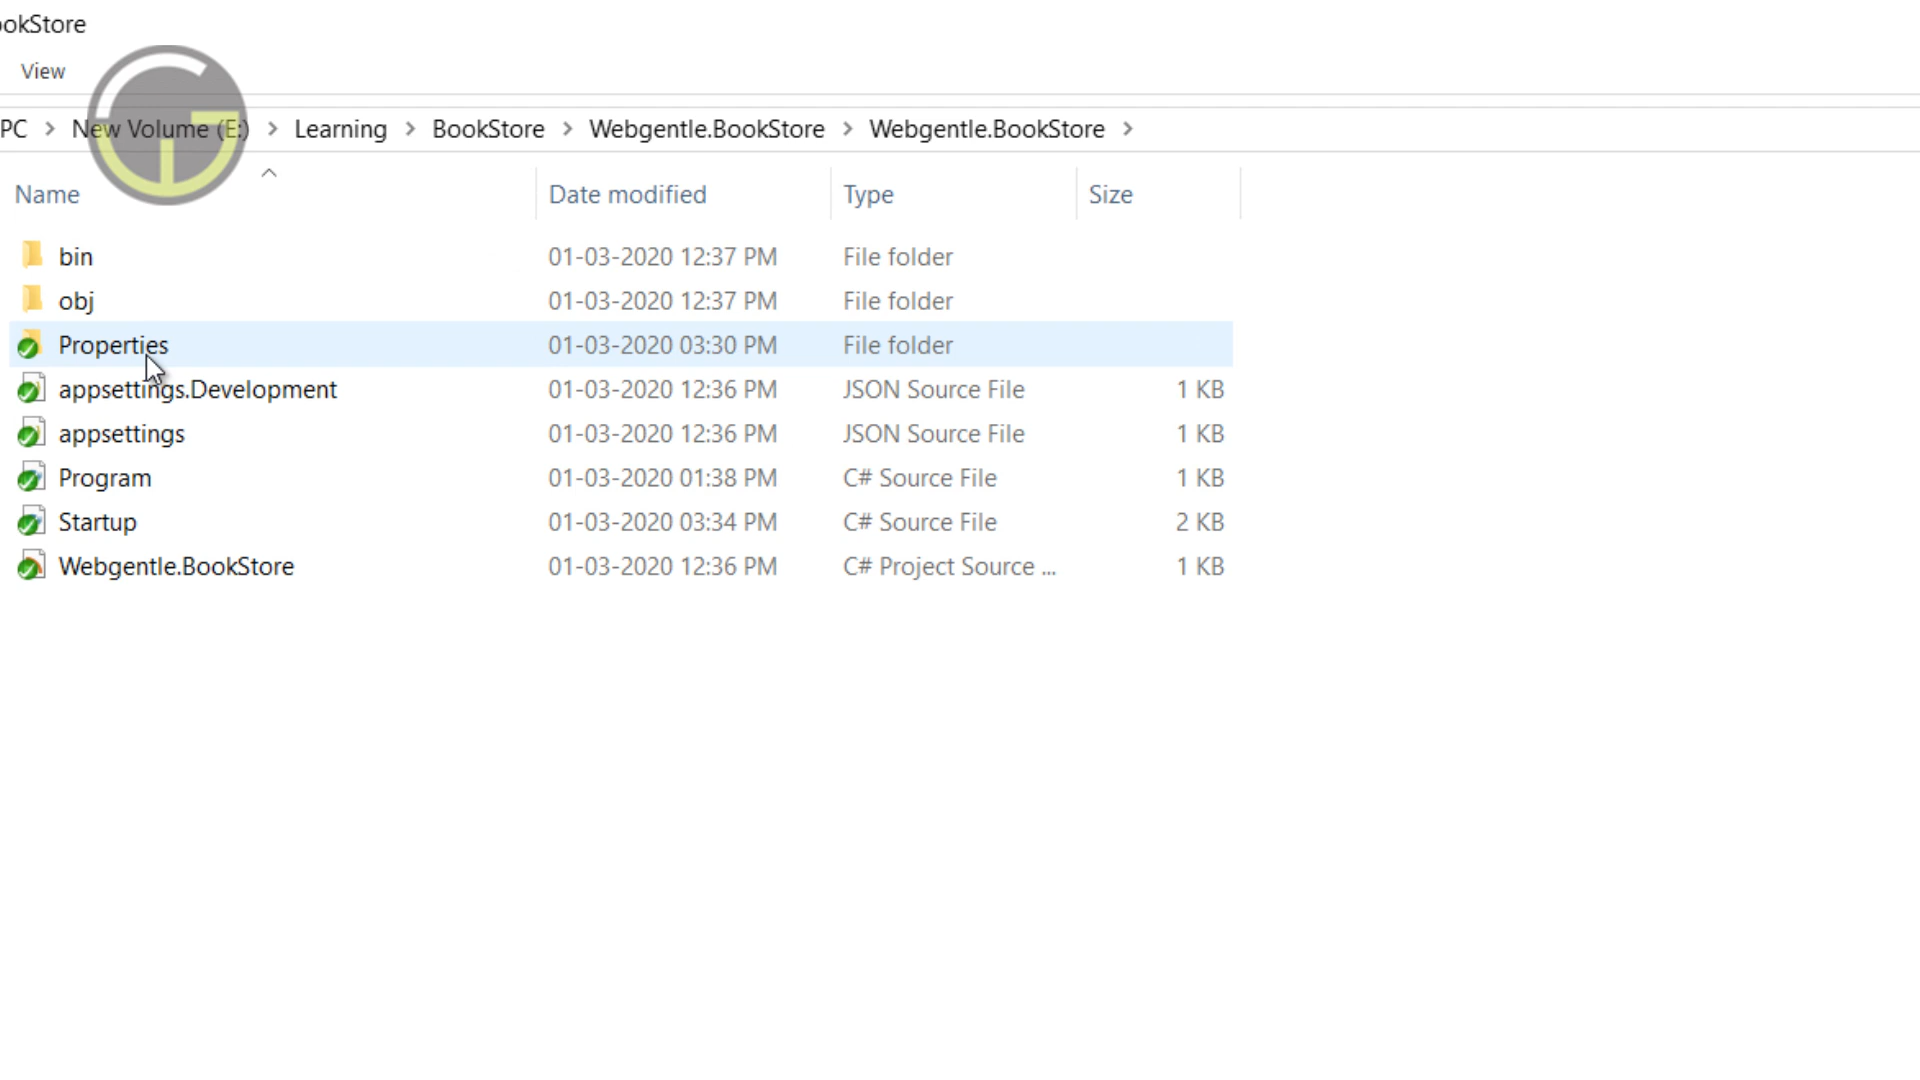 ookStore
View
PC > New Volume (E:) > Learning > BookStore > Webgentle.BookStore > Webgentle.BookStore >
Name Date modified Type Size
bin 01-03-2020 12:37 PM File folder
obj 01-03-2020 12:37 PM File folder
Properties 01-03-2020 03:30 PM File folder
appsettings.Development 01-03-2020 12:36 PM JSON Source File 1 KB
appsettings 01-03-2020 12:36 PM JSON Source File 1 KB
Program 01-03-2020 01:38 PM C# Source File 1 KB
Startup 01-03-2020 03:34 PM C# Source File 2 KB
Webgentle.BookStore 01-03-2020 12:36 PM C# Project Source ... 1 KB